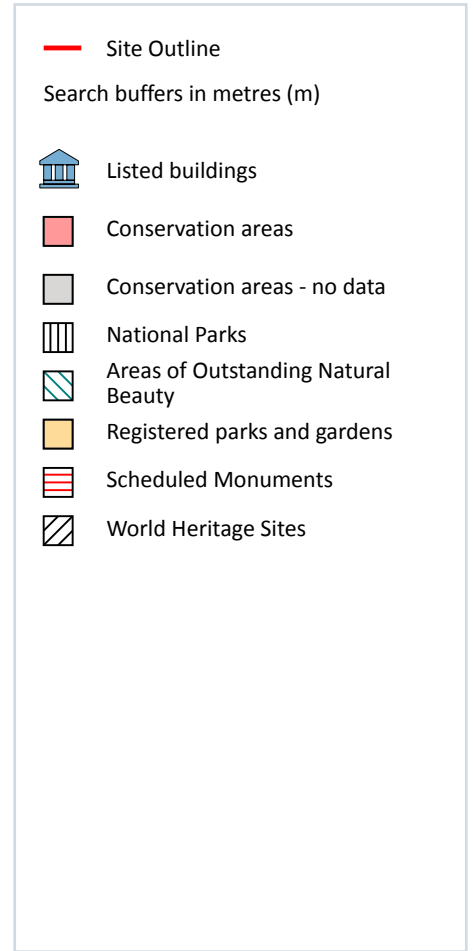 Site Outline
Search buffers in metres (m)
Listed buildings
Conservation areas
Conservation areas - no data
National Parks
Areas of Outstanding Natural
Beauty
Registered parks and gardens
Scheduled Monuments
World Heritage Sites